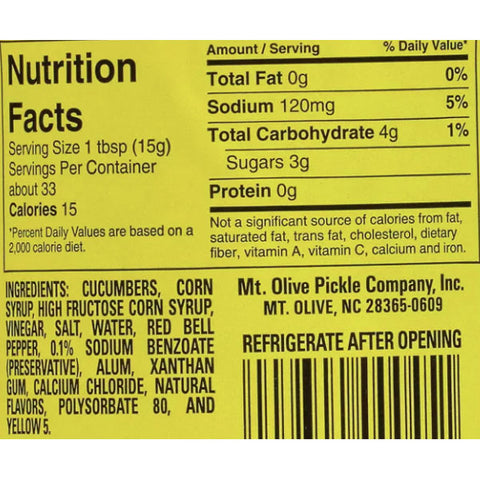 Nutrition
Facts
Serving Size 1 tbsp (15g)
Servings Per Container
about 33
Calories 15
*Percent Daily Values are based on a
2,000 calorie diet.
Amount / Serving % Daily Value*
Total Fat 0g 0%
Sodium 120mg 5%
Total Carbohydrate 4g 1%
Sugars 3g
Protein 0g
Not a significant source of calories from fat,
saturated fat, trans fat, cholesterol, dietary
fiber, vitamin A, vitamin C, calcium and iron.
INGREDIENTS: CUCUMBERS, CORN
SYRUP, HIGH FRUCTOSE CORN SYRUP,
VINEGAR, SALT, WATER, RED BELL
PEPPER, 0.1% SODIUM BENZOATE
(PRESERVATIVE), ALUM, XANTHAN
GUM, CALCIUM CHLORIDE, NATURAL
FLAVORS, POLYSORBATE 80, AND
YELLOW 5.
Mt. Olive Pickle Company, Inc.
MT. OLIVE, NC 28365-0609
REFRIGERATE AFTER OPENING